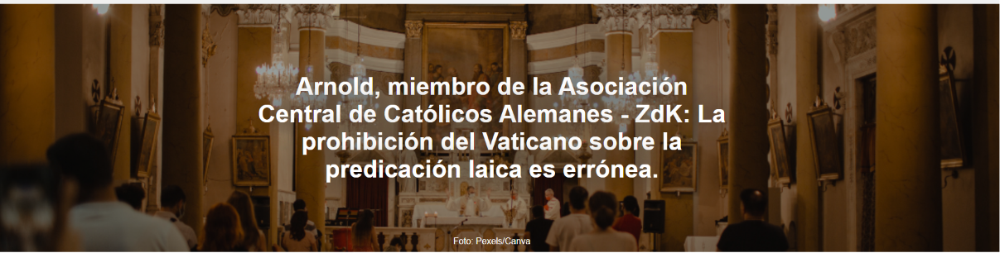 Arnold, miembro de la Asociación
Central de Católicos Alemanes - ZdK: La
prohibición del Vaticano sobre la
predicación laica es errónea.
Foto: Pexels/Canva